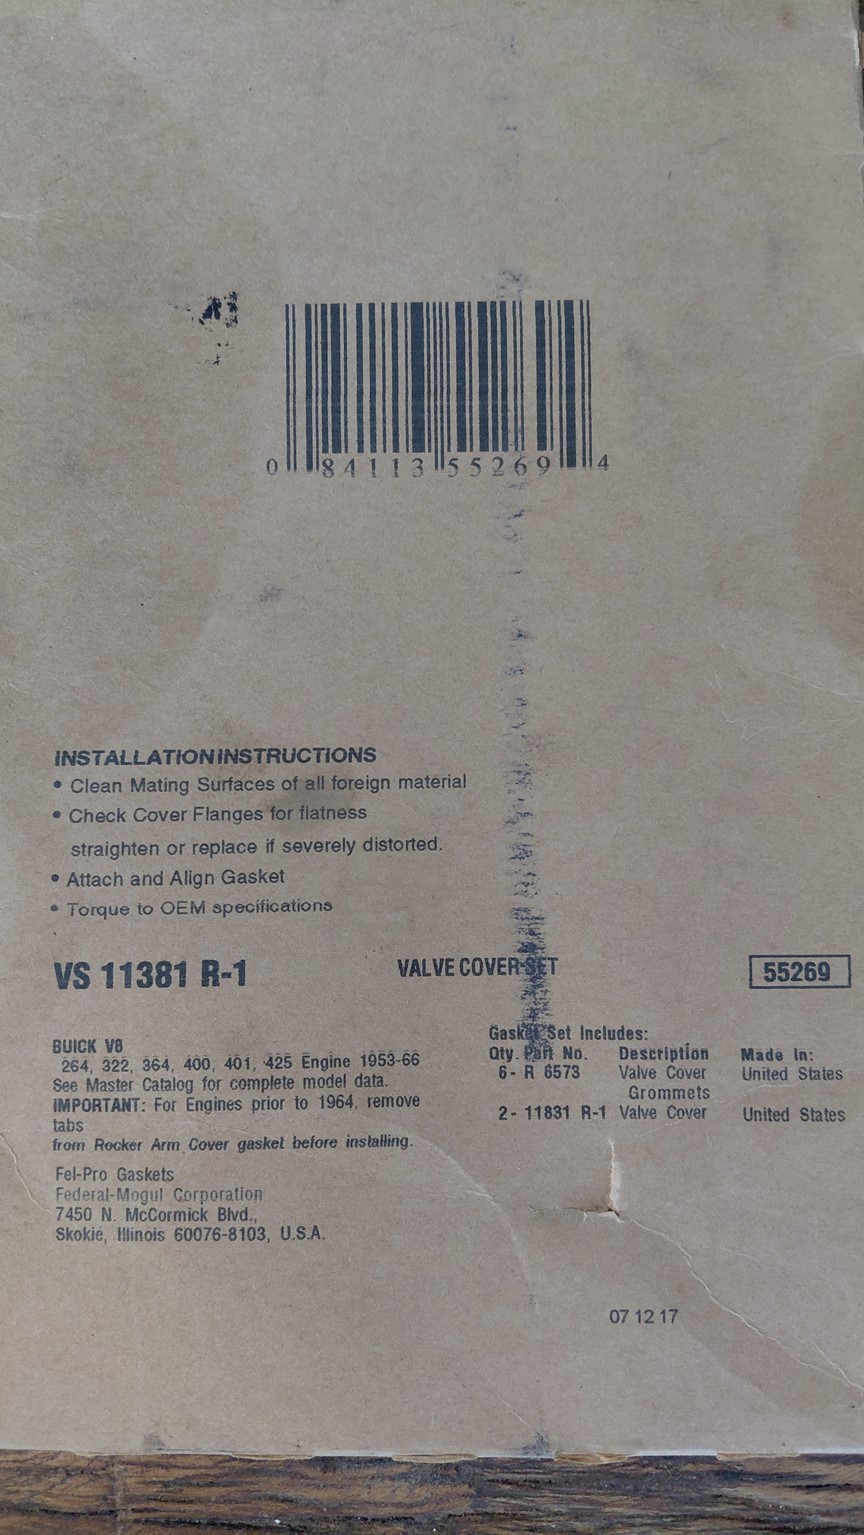 0 84113 55269 4
INSTALLATION INSTRUCTIONS
• Clean Mating Surfaces of all foreign material
• Check Cover Flanges for flatness
straighten or replace if severely distorted.
• Attach and Align Gasket
• Torque to OEM specifications
VS 11381 R-1 VALVE COVER SET 55269
BUICK V8
264, 322, 364, 400, 401, 425 Engine 1953-66
See Master Catalog for complete model data.
IMPORTANT: For Engines prior to 1964, remove
tabs
from Rocker Arm Cover gasket before installing.
Fel-Pro Gaskets
Federal-Mogul Corporation
7450 N. McCormick Blvd.,
Skokie, Illinois 60076-8103, U.S.A.
Gasket Set Includes:
Qty. Part No. Description Made In:
6 - R 6573 Valve Cover United States
Grommets
2 - 11831 R-1 Valve Cover United States
07 12 17